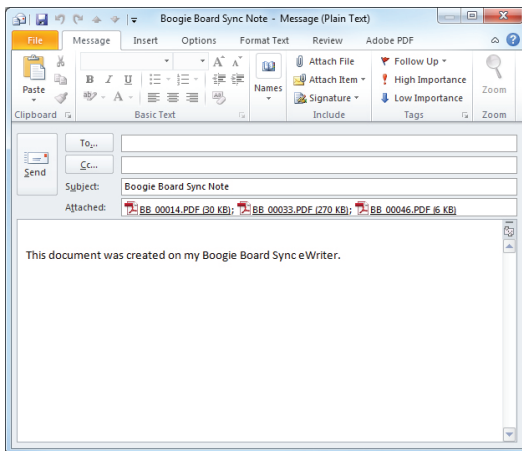 Boogie Board Sync Note - Message (Plain Text)
File Message Insert Options Format Text Review Adobe PDF
Paste
B I U
A
Names
Attach File
Attach Item
Signature
Follow Up
High Importance
Low Importance
Zoom
Clipboard Basic Text Include Tags Zoom
Send
To...
Cc...
Subject: Boogie Board Sync Note
Attached: BB_00014.PDF (30 KB); BB_00033.PDF (270 KB); BB_00046.PDF (6 KB)
This document was created on my Boogie Board Sync eWriter.